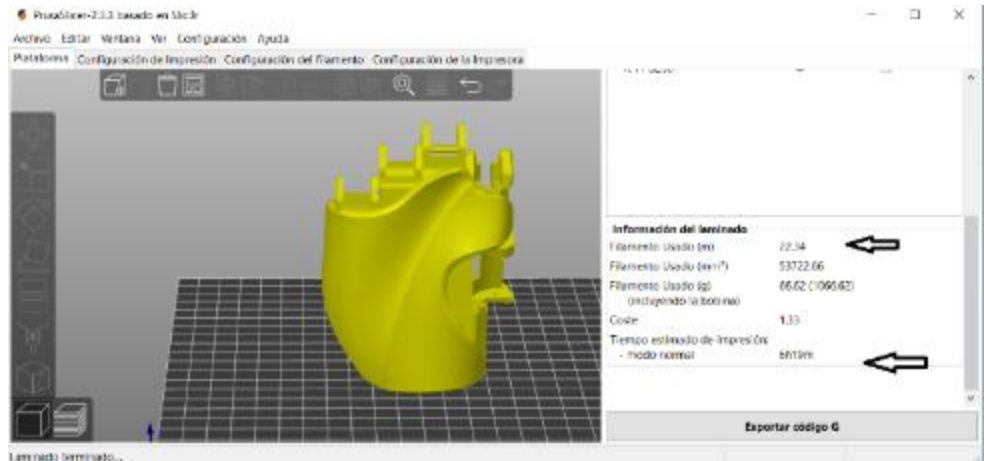 PrusaSlicer-2.3.3 basado en Slic3r
Archivo Editar Ventana Ver Configuración Ayuda
Plataforma Configuración de Impresión Configuración del Filamento Configuración de la Impresora
Información del laminado
Filamento Usado (m) 22.34
Filamento Usado (mm³) 53722.66
Filamento Usado (g) 66.62 (1066.62)
(incluyendo la bobina)
Coste 1.33
Tiempo estimado de Impresión:
- modo normal 6h19m
Exportar código G
Laminado terminado...